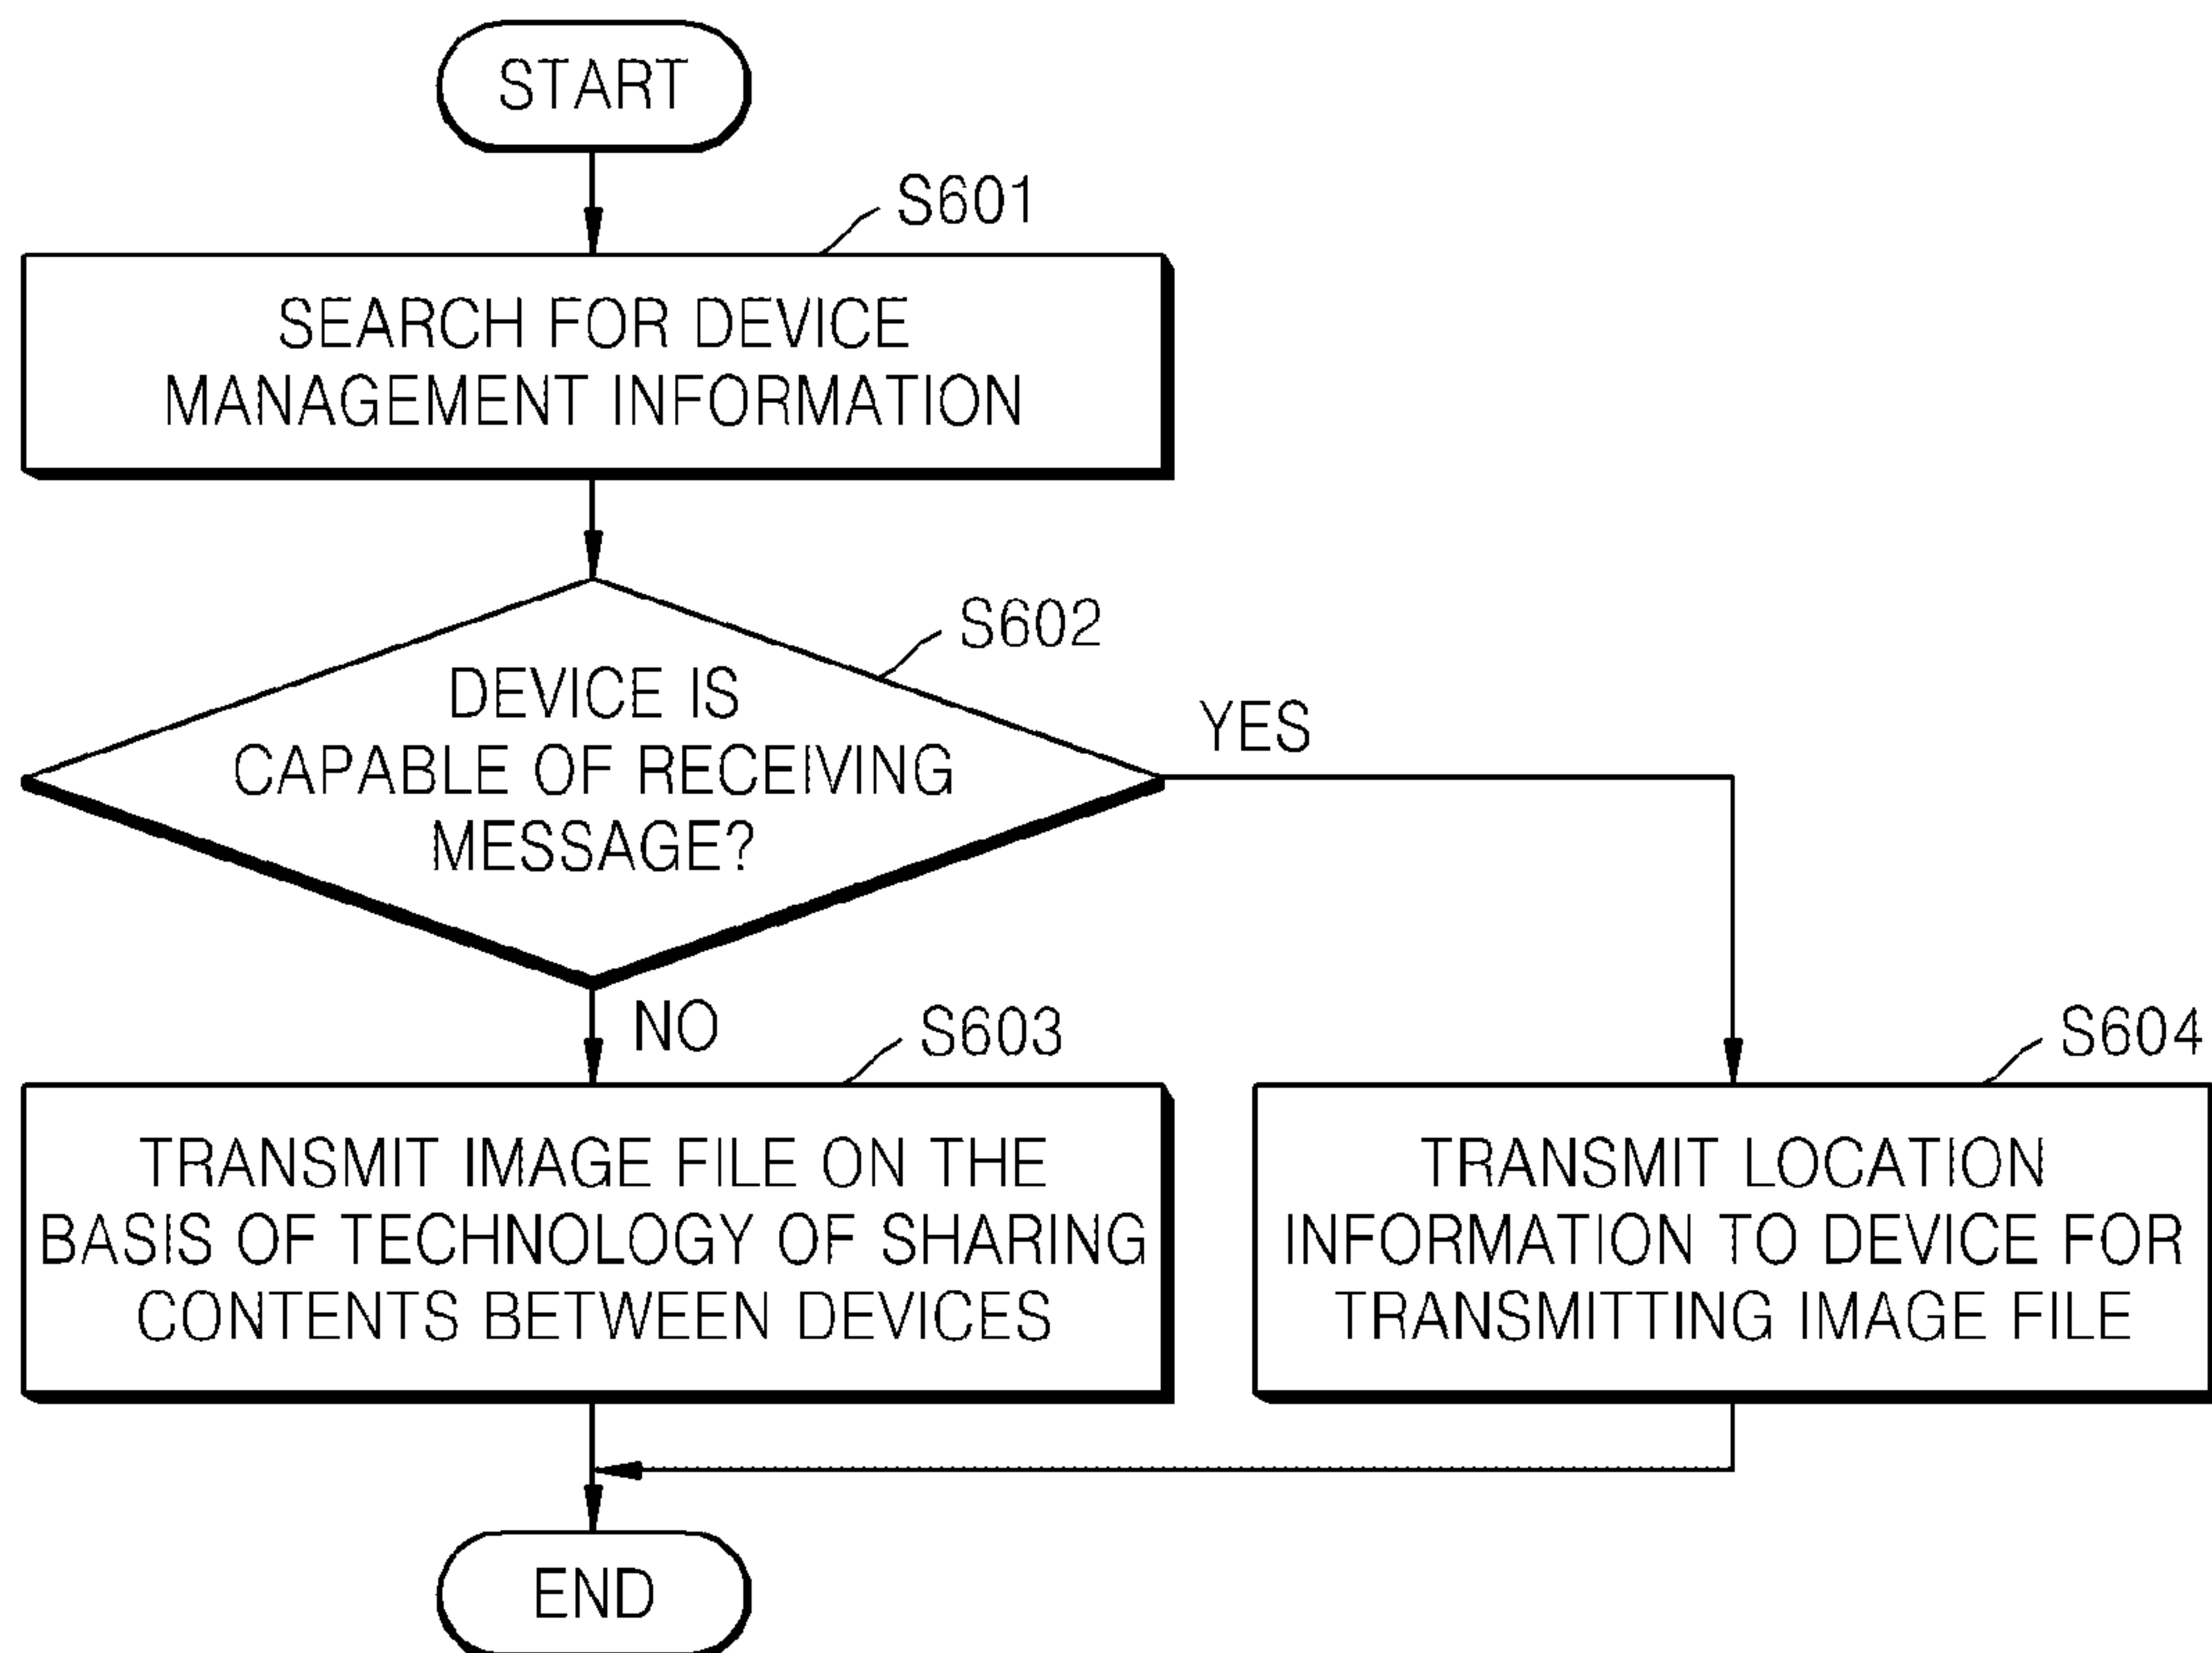 START
S601
SEARCH FOR DEVICE
MANAGEMENT INFORMATION
S602
DEVICE IS
CAPABLE OF RECEIVING
MESSAGE?
YES
NO
S603
TRANSMIT IMAGE FILE ON THE
BASIS OF TECHNOLOGY OF SHARING
CONTENTS BETWEEN DEVICES
S604
TRANSMIT LOCATION
INFORMATION TO DEVICE FOR
TRANSMITTING IMAGE FILE
END